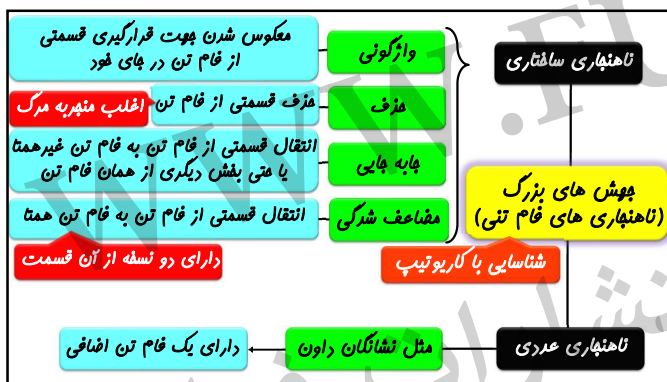 ناهنجاری ساختاری
واژگونی
معکوس شدن جهت قرارگیری قسمتی
از فام تن در جای خود
حذف
حذف قسمتی از فام تن
اغلب منجربه مرگ
جابه جایی
انتقال قسمتی از فام تن به فام تن غیرهمتا
یا حتی بخش دیگری از همان فام تن
مضاعف شدگی
انتقال قسمتی از فام تن به فام تن همتا
دارای دو نسخه از آن قسمت
جهش های بزرگ
(ناهنجاری های فام تنی)
شناسایی با کاریوتیپ
ناهنجاری عددی
مثل نشانگان داون
دارای یک فام تن اضافی
WWW.FO